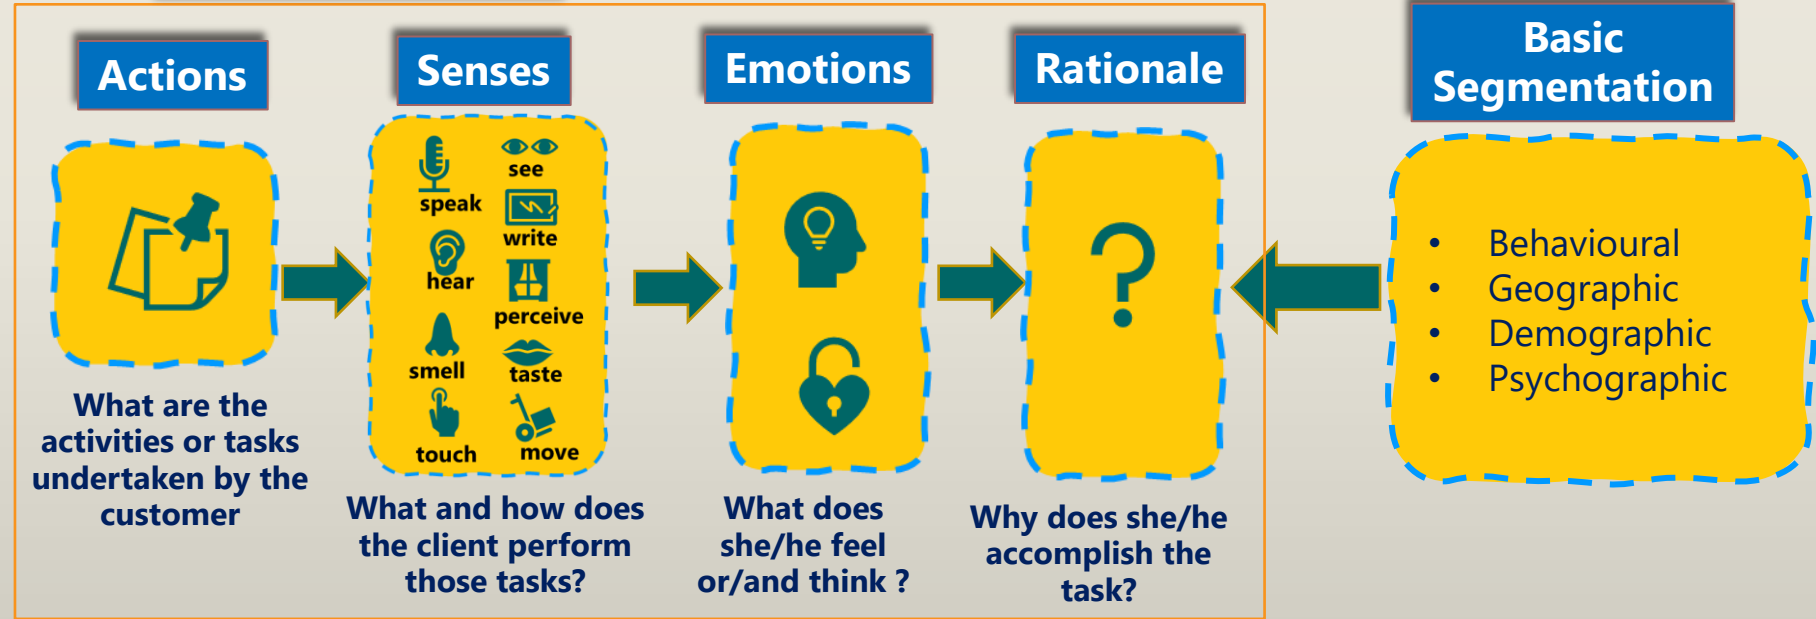 Actions
What are the
activities or tasks
undertaken by the
customer
Senses
speak
see
write
hear
perceive
smell
taste
touch
move
What and how does
the client perform
those tasks?
Emotions
What does
she/he feel
or/and think ?
Rationale
Why does she/he
accomplish the
task?
Basic
Segmentation
• Behavioural
• Geographic
• Demographic
• Psychographic